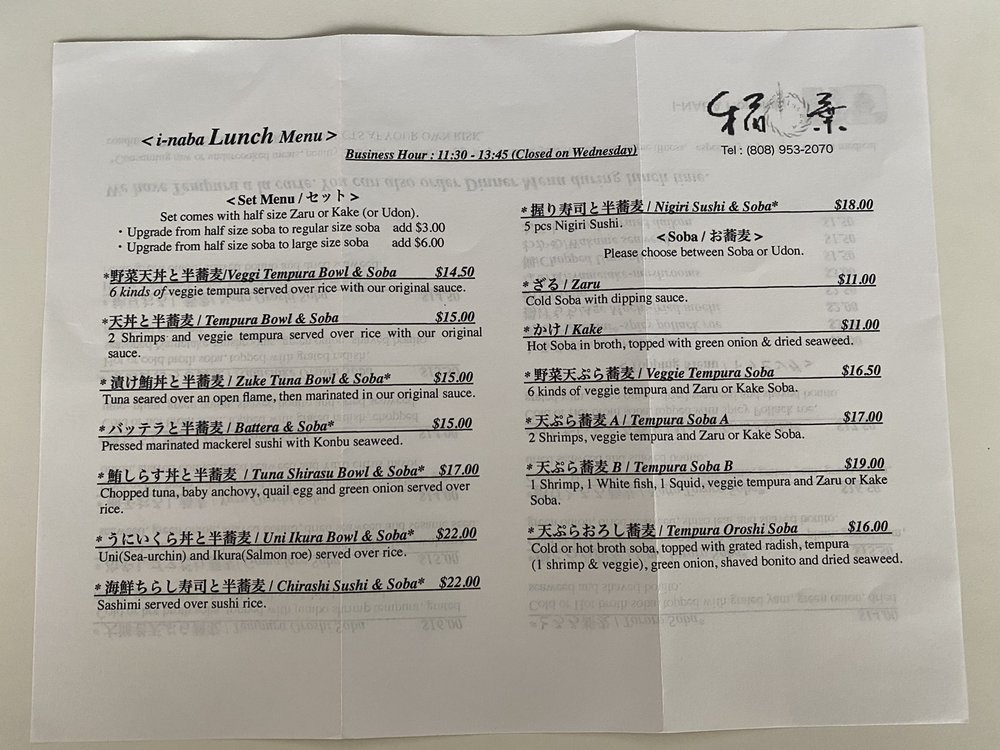 < i-naba Lunch Menu >
Business Hour : 11:30 - 13:45 (Closed on Wednesday)
稲葉
Tel : (808) 953-2070
< Set Menu / セット >
Set comes with half size Zaru or Kake (or Udon).
・Upgrade from half size soba to regular size soba add $3.00
・Upgrade from half size soba to large size soba add $6.00
*野菜天丼と半蕎麦/Veggi Tempura Bowl & Soba $14.50
6 kinds of veggie tempura served over rice with our original sauce.
* 天丼と半蕎麦 / Tempura Bowl & Soba $15.00
2 Shrimps and veggie tempura served over rice with our original
sauce.
* 漬け鮪丼と半蕎麦 / Zuke Tuna Bowl & Soba* $15.00
Tuna seared over an open flame, then marinated in our original sauce.
* バッテラと半蕎麦 / Battera & Soba* $15.00
Pressed marinated mackerel sushi with Konbu seaweed.
* 鮪しらす丼と半蕎麦 / Tuna Shirasu Bowl & Soba* $17.00
Chopped tuna, baby anchovy, quail egg and green onion served over
rice.
* うにいくら丼と半蕎麦 / Uni Ikura Bowl & Soba* $22.00
Uni(Sea-urchin) and Ikura(Salmon roe) served over rice.
* 海鮮ちらし寿司と半蕎麦 / Chirashi Sushi & Soba* $22.00
Sashimi served over sushi rice.
* 握り寿司と半蕎麦 / Nigiri Sushi & Soba* $18.00
5 pcs Nigiri Sushi.
< Soba / お蕎麦 >
Please choose between Soba or Udon.
* ざる / Zaru $11.00
Cold Soba with dipping sauce.
* かけ / Kake $11.00
Hot Soba in broth, topped with green onion & dried seaweed.
* 野菜天ぷら蕎麦 / Veggie Tempura Soba $16.50
6 kinds of veggie tempura and Zaru or Kake Soba.
* 天ぷら蕎麦 A / Tempura Soba A $17.00
2 Shrimps, veggie tempura and Zaru or Kake Soba.
* 天ぷら蕎麦 B / Tempura Soba B $19.00
1 Shrimp, 1 White fish, 1 Squid, veggie tempura and Zaru or Kake
Soba.
* 天ぷらおろし蕎麦 / Tempura Oroshi Soba $16.00
Cold or hot broth soba, topped with grated radish, tempura
(1 shrimp & veggie), green onion, shaved bonito and dried seaweed.